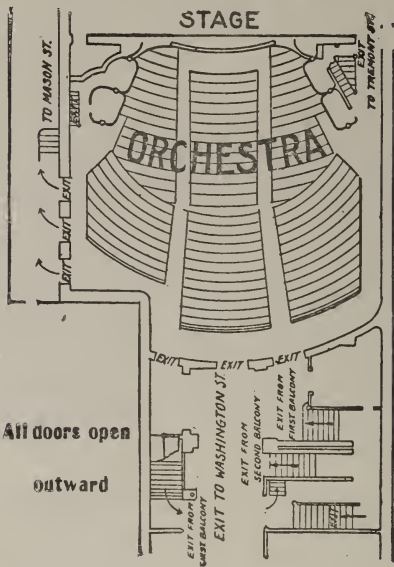 STAGE
TO MASON ST.
EXIT
TO TREMONT ST.
ORCHESTRA
EXIT
EXIT
EXIT
EXIT
EXIT
EXIT
EXIT TO WASHINGTON ST.
All doors open
outward
EXIT FROM
FIRST BALCONY
EXIT FROM
SECOND BALCONY
EXIT FROM
FIRST BALCONY
EXIT